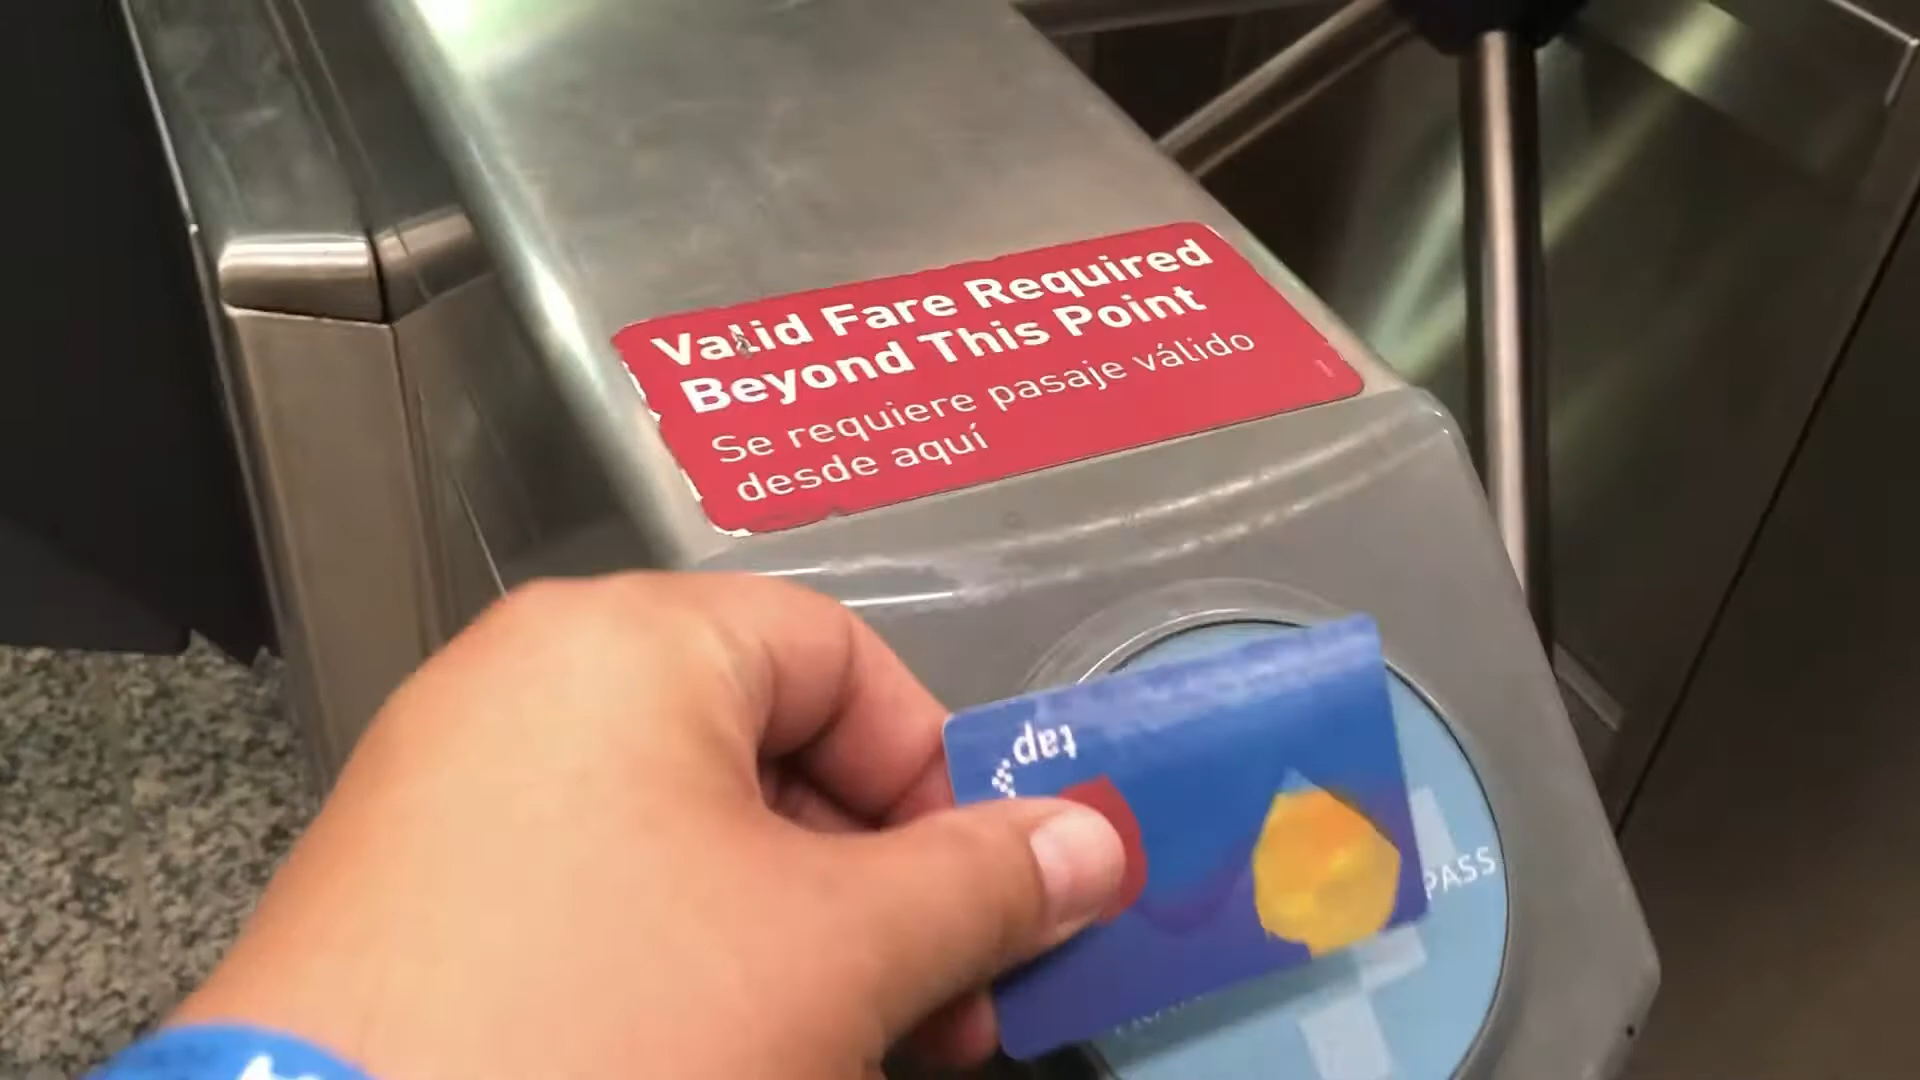 Valid Fare Required
Beyond This Point
Se requiere pasaje válido
desde aquí
tap
PASS